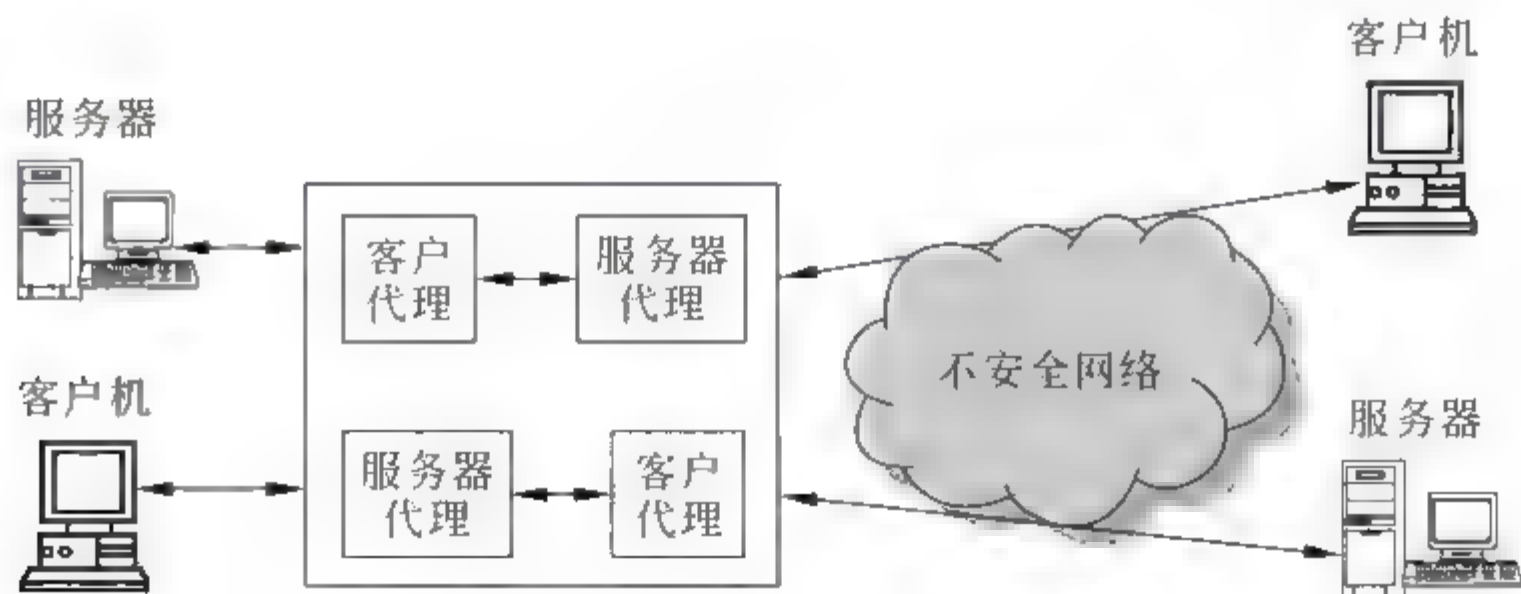 客户机
服务器
客户
代理
服务器
代理
不安全网络
客户机
服务器
服务器
代理
客户
代理